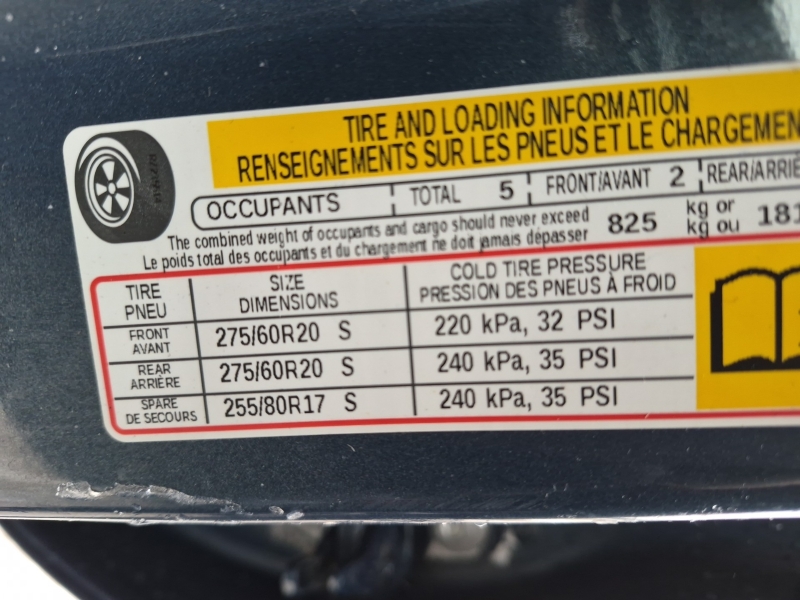 TIRE AND LOADING INFORMATION
RENSEIGNEMENTS SUR LES PNEUS ET LE CHARGEMEN
OCCUPANTS TOTAL 5 FRONT/AVANT 2 REAR/ARRIÈ
The combined weight of occupants and cargo should never exceed
Le poids total des occupants et du chargement ne doit jamais dépasser
825 kg or
kg ou 181
TIRE
PNEU
SIZE
DIMENSIONS
COLD TIRE PRESSURE
PRESSION DES PNEUS À FROID
FRONT
AVANT
275/60R20 S 220 kPa, 32 PSI
REAR
ARRIÈRE
275/60R20 S 240 kPa, 35 PSI
SPARE
DE SECOURS
255/80R17 S 240 kPa, 35 PSI